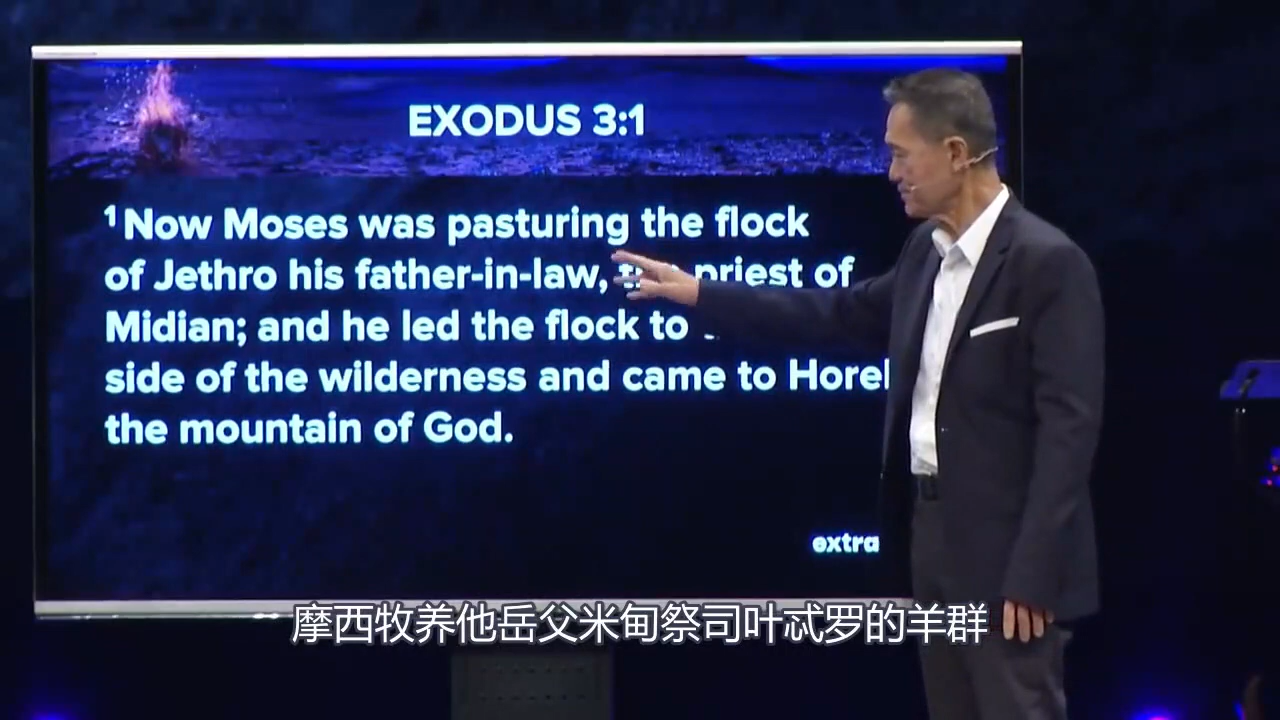 EXODUS 3:1
1 Now Moses was pasturing the flock
of Jethro his father-in-law, priest of
Midian; and he led the flock to
side of the wilderness and came to
the mountain of God.
extra
摩西牧养他岳父米甸祭司叶忒罗的羊群